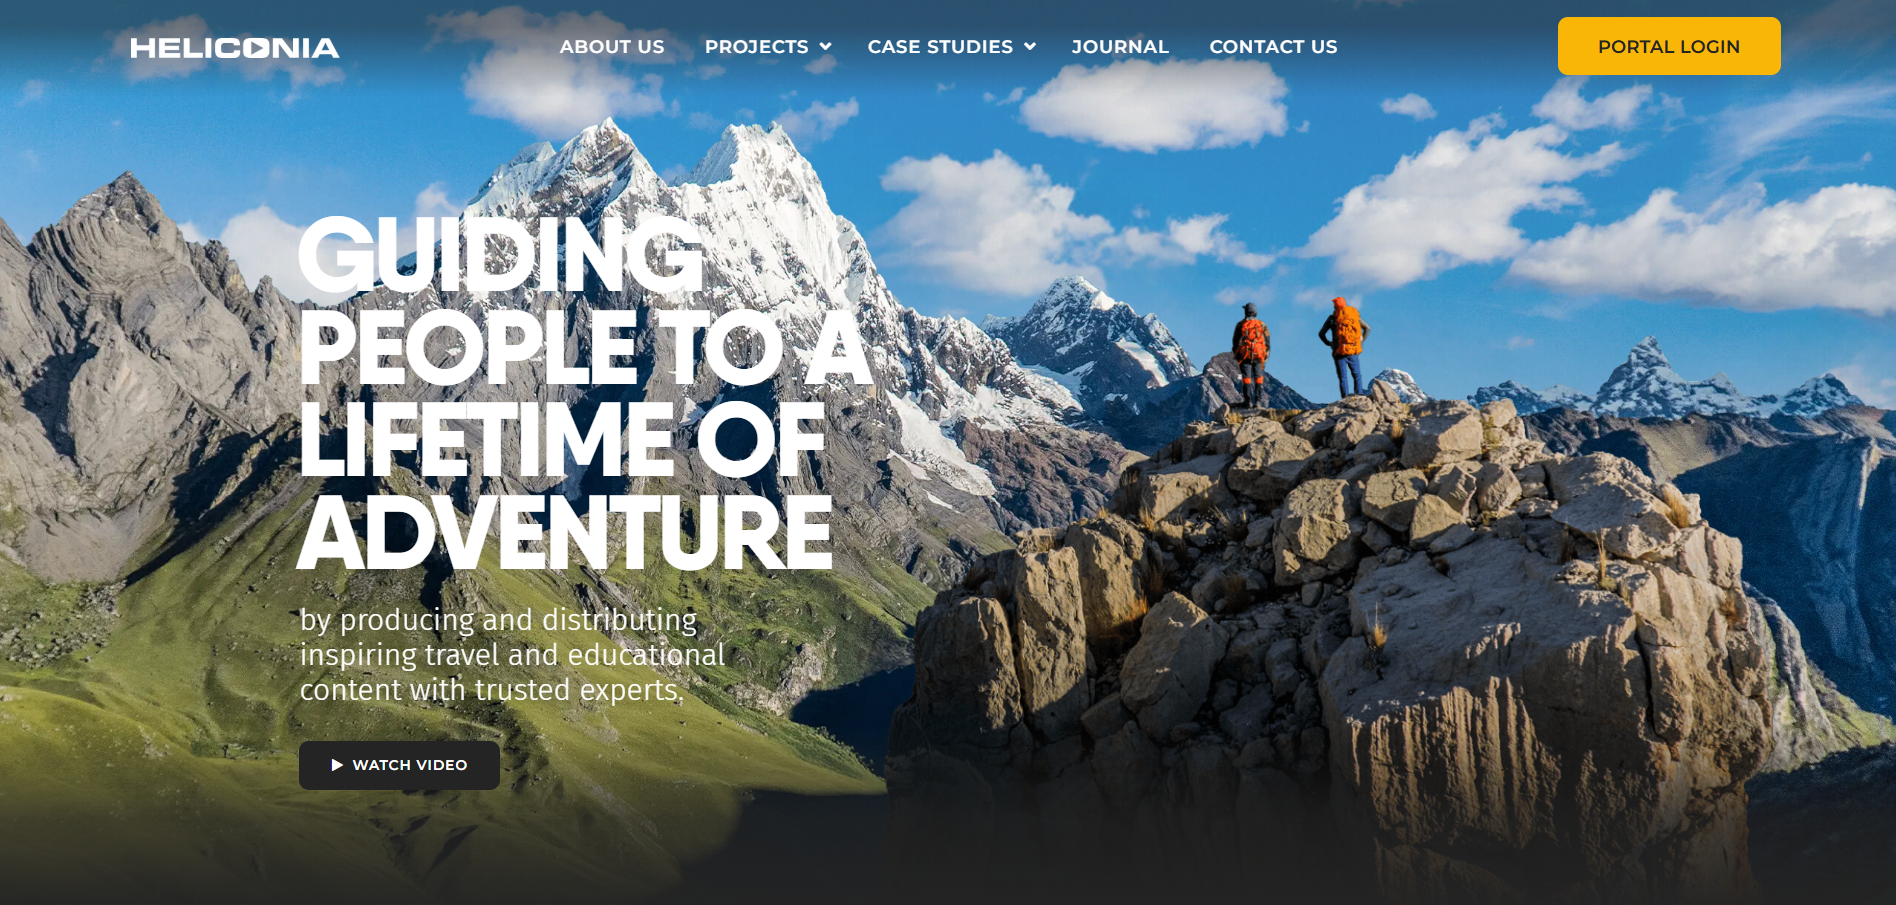 HELICONIA
ABOUT US
PROJECTS
CASE STUDIES
JOURNAL
CONTACT US
PORTAL LOGIN
GUIDING
PEOPLE TO A
LIFETIME OF
ADVENTURE
by producing and distributing
inspiring travel and educational
content with trusted experts.
WATCH VIDEO